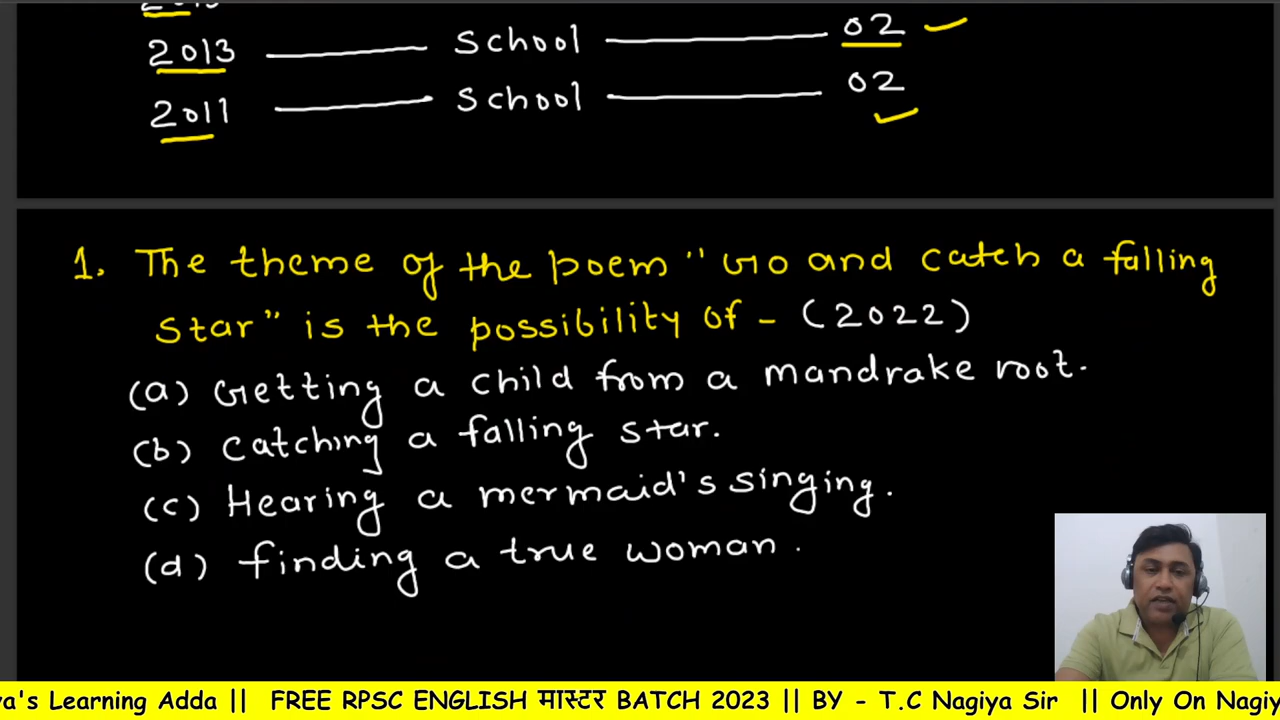 2013 School 02
2011 School 02
1. The theme of the poem "Go and catch a falling
star" is the possibility of - (2022)
(a) Getting a child from a mandrake root.
(b) catching a falling star.
(c) Hearing a mermaid's singing.
(d) finding a true woman.
's Learning Adda || FREE RPSC ENGLISH मास्टर BATCH 2023 || BY - T.C Nagiya Sir || Only On